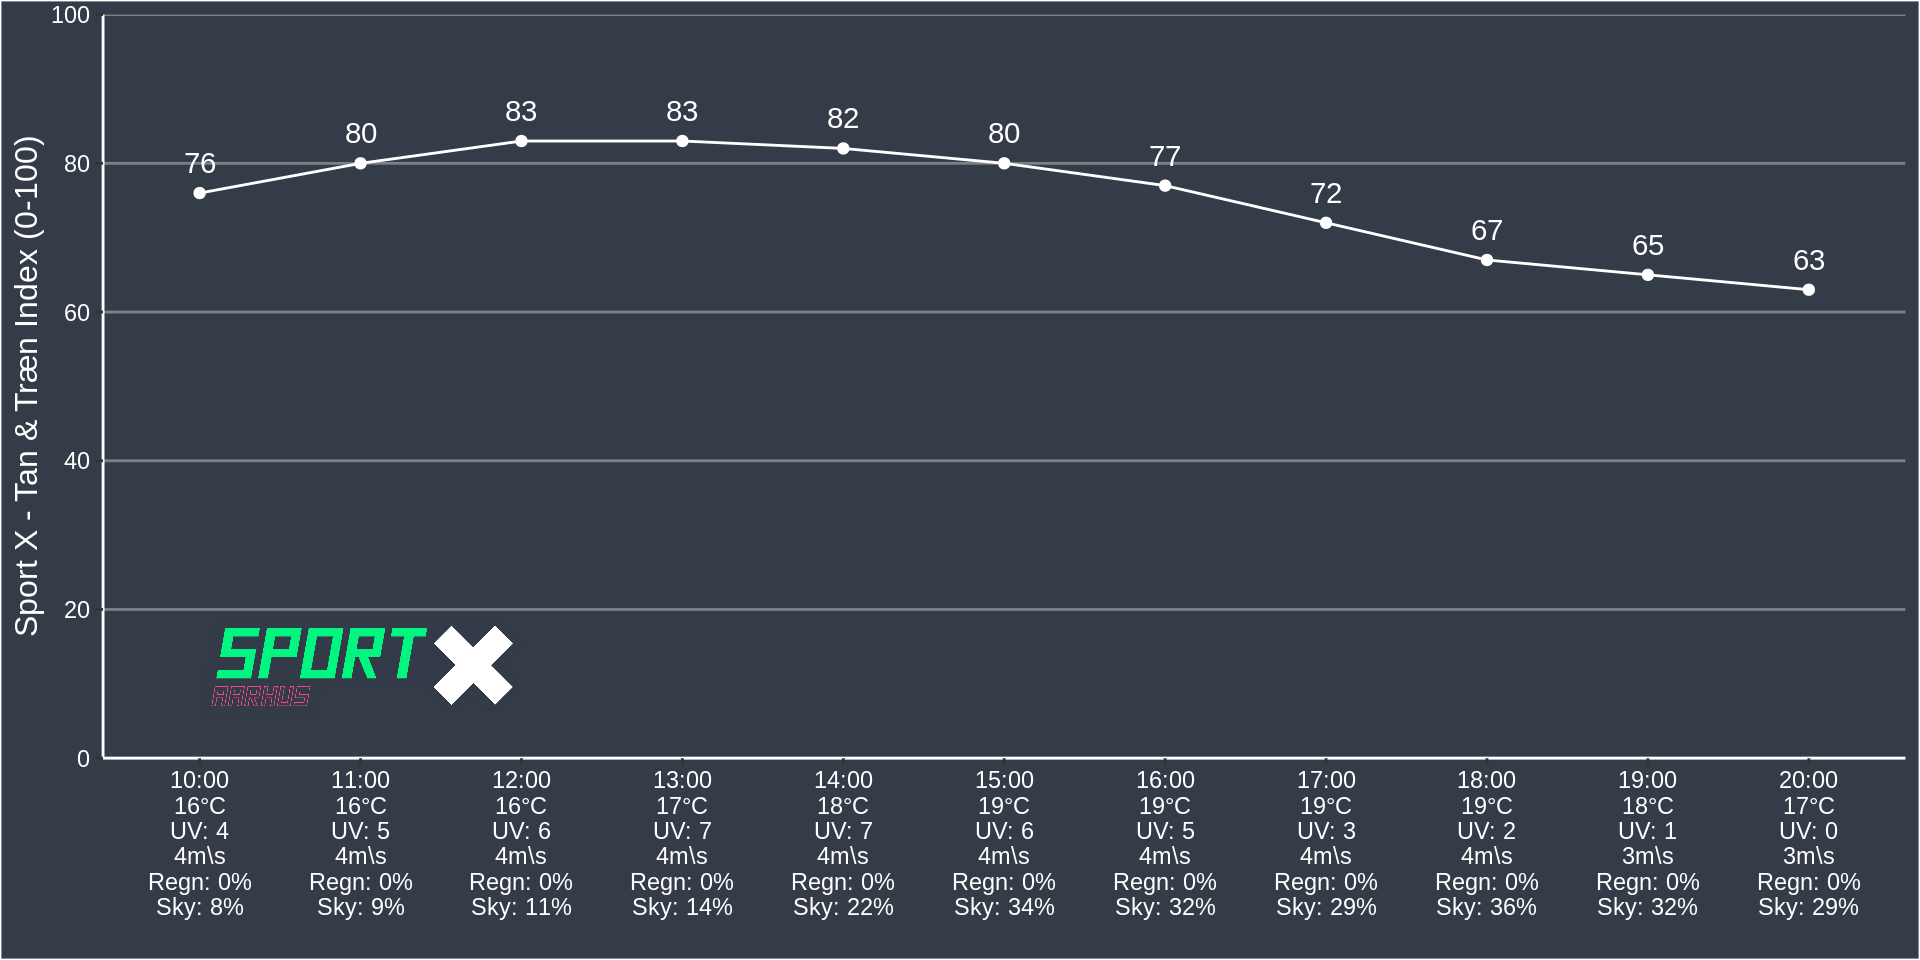 Sport X - Tan & Træn Index (0-100)
100
80
60
40
20
0
76
80
83
83
82
80
77
72
67
65
63
SPORT X
AARHUS
10:00 11:00 12:00 13:00 14:00 15:00 16:00 17:00 18:00 19:00 20:00
16°C 16°C 16°C 17°C 18°C 19°C 19°C 19°C 19°C 18°C 17°C
UV: 4 UV: 5 UV: 6 UV: 7 UV: 7 UV: 6 UV: 5 UV: 3 UV: 2 UV: 1 UV: 0
4m\s 4m\s 4m\s 4m\s 4m\s 4m\s 4m\s 4m\s 4m\s 3m\s 3m\s
Regn: 0% Regn: 0% Regn: 0% Regn: 0% Regn: 0% Regn: 0% Regn: 0% Regn: 0% Regn: 0% Regn: 0% Regn: 0%
Sky: 8% Sky: 9% Sky: 11% Sky: 14% Sky: 22% Sky: 34% Sky: 32% Sky: 29% Sky: 36% Sky: 32% Sky: 29%